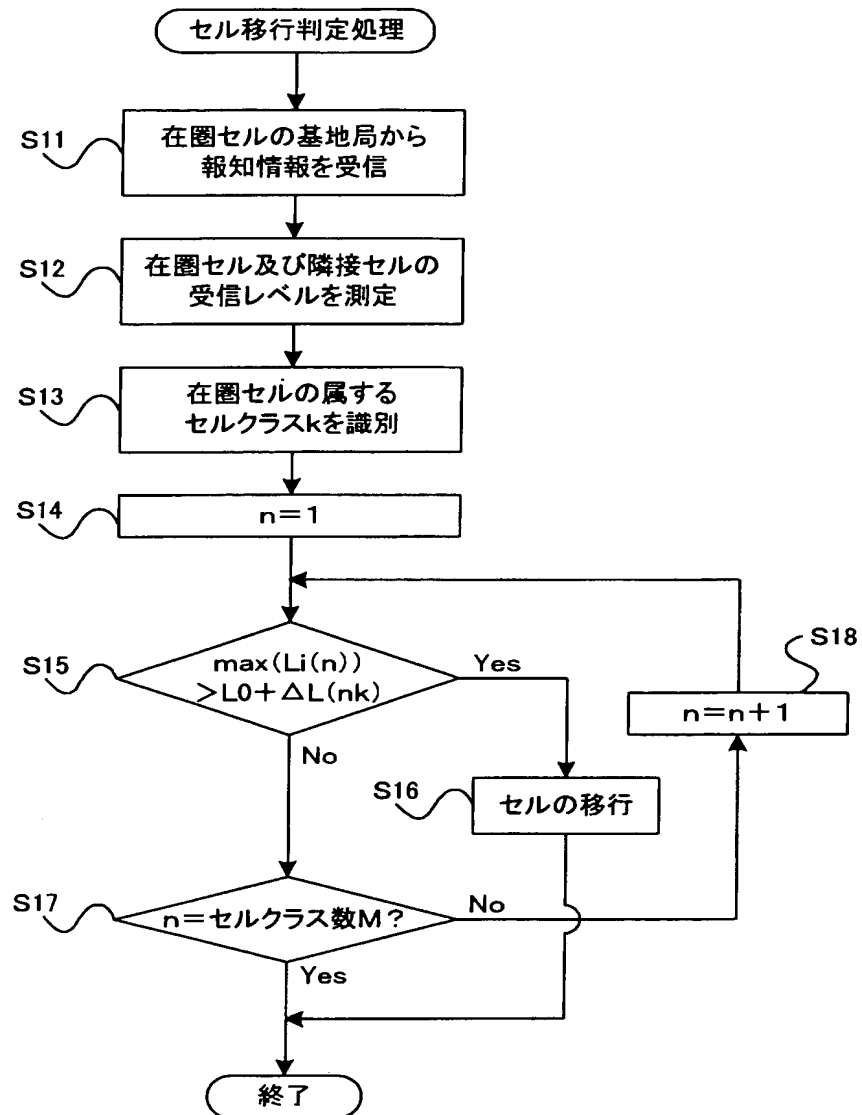 セル移行判定処理
S11
在圏セルの基地局から
報知情報を受信
S12
在圏セル及び隣接セルの
受信レベルを測定
S13
在圏セルの属する
セルクラスkを識別
S14
n=1
S15
max(Li(n))
>L0+ΔL(nk)
Yes
No
S18
n=n+1
S16
セルの移行
S17
n=セルクラス数M?
No
Yes
終了